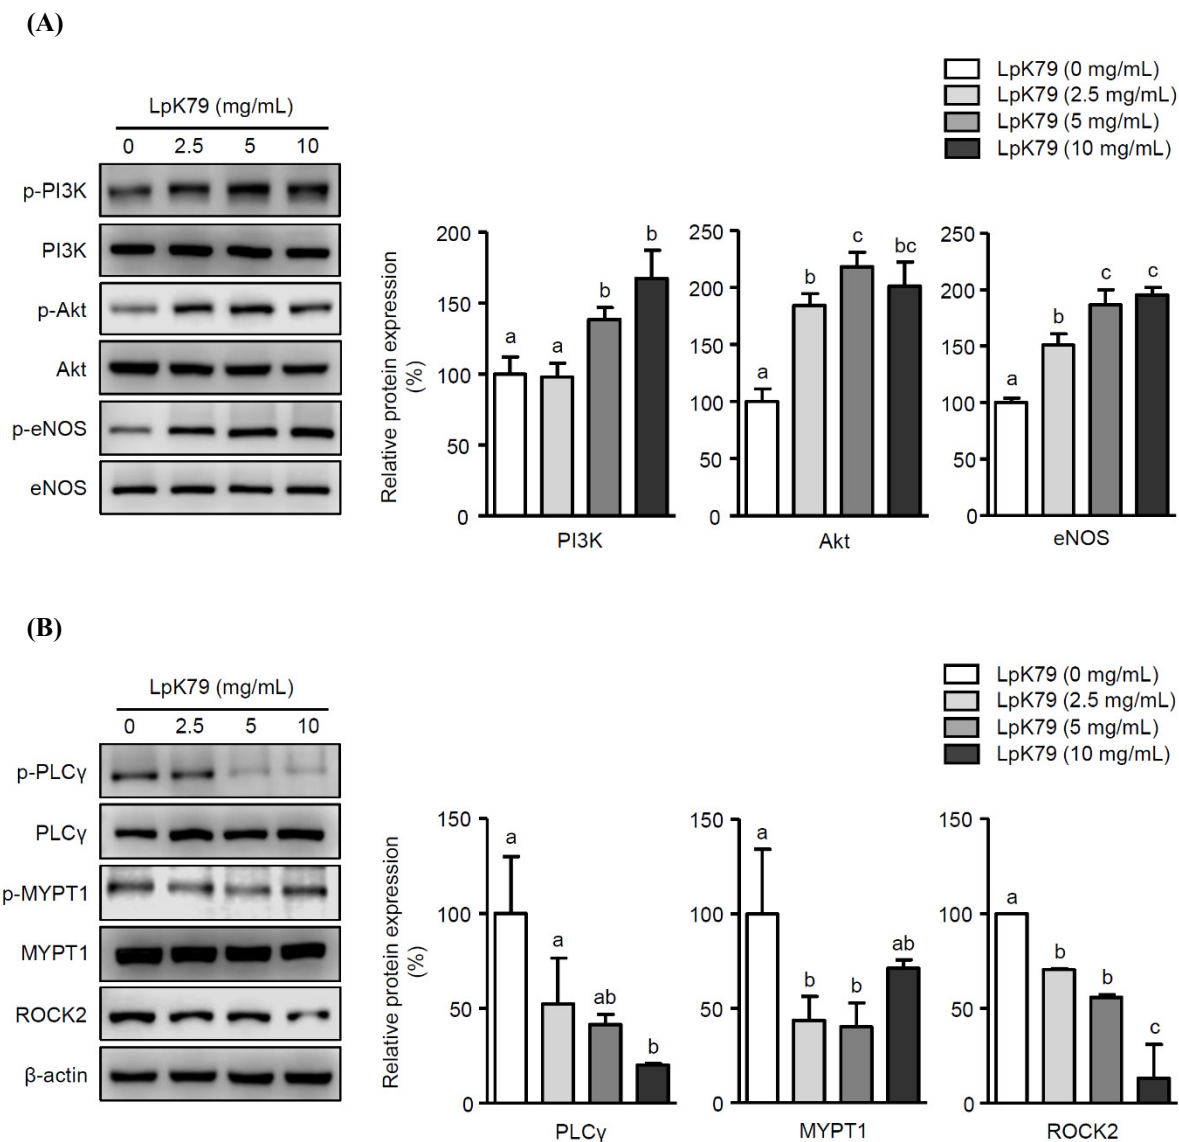 (A)
LpK79 (mg/mL)
0 2.5 5 10
p-PI3K
PI3K
p-Akt
Akt
p-eNOS
eNOS
LpK79 (0 mg/mL)
LpK79 (2.5 mg/mL)
LpK79 (5 mg/mL)
LpK79 (10 mg/mL)
Relative protein expression
(%)
200
150
100
50
0
a
a
b
b
PI3K
250
200
150
100
50
0
a
b
c
bc
Akt
250
200
150
100
50
0
a
b
c
c
eNOS
(B)
LpK79 (mg/mL)
0 2.5 5 10
p-PLCγ
PLCγ
p-MYPT1
MYPT1
ROCK2
β-actin
LpK79 (0 mg/mL)
LpK79 (2.5 mg/mL)
LpK79 (5 mg/mL)
LpK79 (10 mg/mL)
Relative protein expression
(%)
150
100
50
0
a
a
ab
b
PLCγ
150
100
50
0
a
b
b
ab
MYPT1
150
100
50
0
a
b
b
c
ROCK2